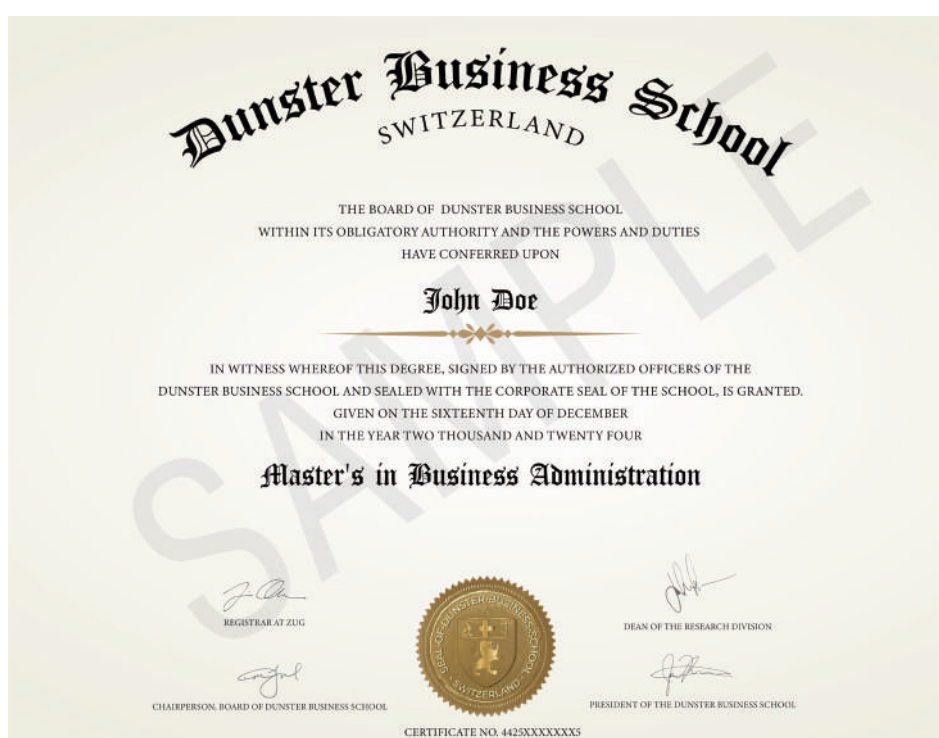 Dunster Business School
SWITZERLAND
THE BOARD OF DUNSTER BUSINESS SCHOOL
WITHIN ITS OBLIGATORY AUTHORITY AND THE POWERS AND DUTIES
HAVE CONFERRED UPON
John Doe
IN WITNESS WHEREOF THIS DEGREE, SIGNED BY THE AUTHORIZED OFFICERS OF THE
DUNSTER BUSINESS SCHOOL AND SEALED WITH THE CORPORATE SEAL OF THE SCHOOL, IS GRANTED.
GIVEN ON THE SIXTEENTH DAY OF DECEMBER
IN THE YEAR TWO THOUSAND AND TWENTY FOUR
Master's in Business Administration
SAMPLE
REGISTRAR AT ZUG
DEAN OF THE RESEARCH DIVISION
CHAIRPERSON, BOARD OF DUNSTER BUSINESS SCHOOL
PRESIDENT OF THE DUNSTER BUSINESS SCHOOL
SEAL-OF-DUNSTER-BUSINESS-SCHOOL
SWITZERLAND
CERTIFICATE NO. 4425XXXXXXX5